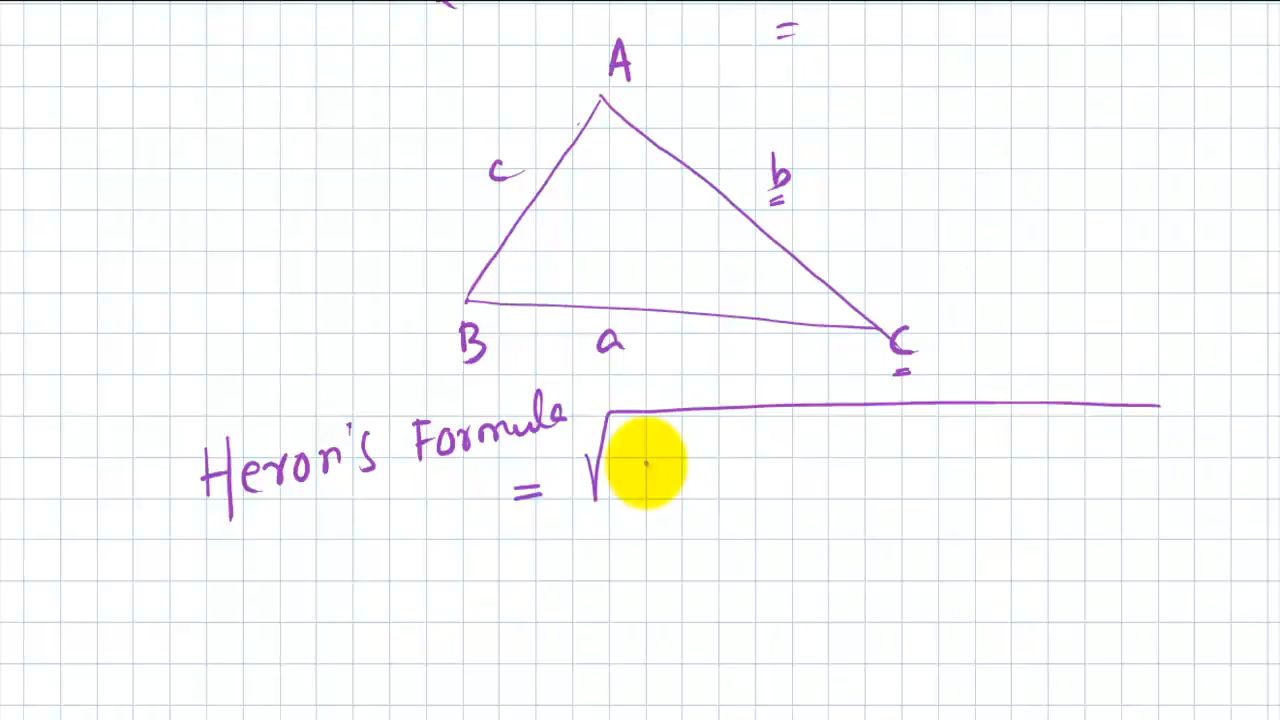 =
A
c
b
=
B
a
C
=
Heron's Formula
= √